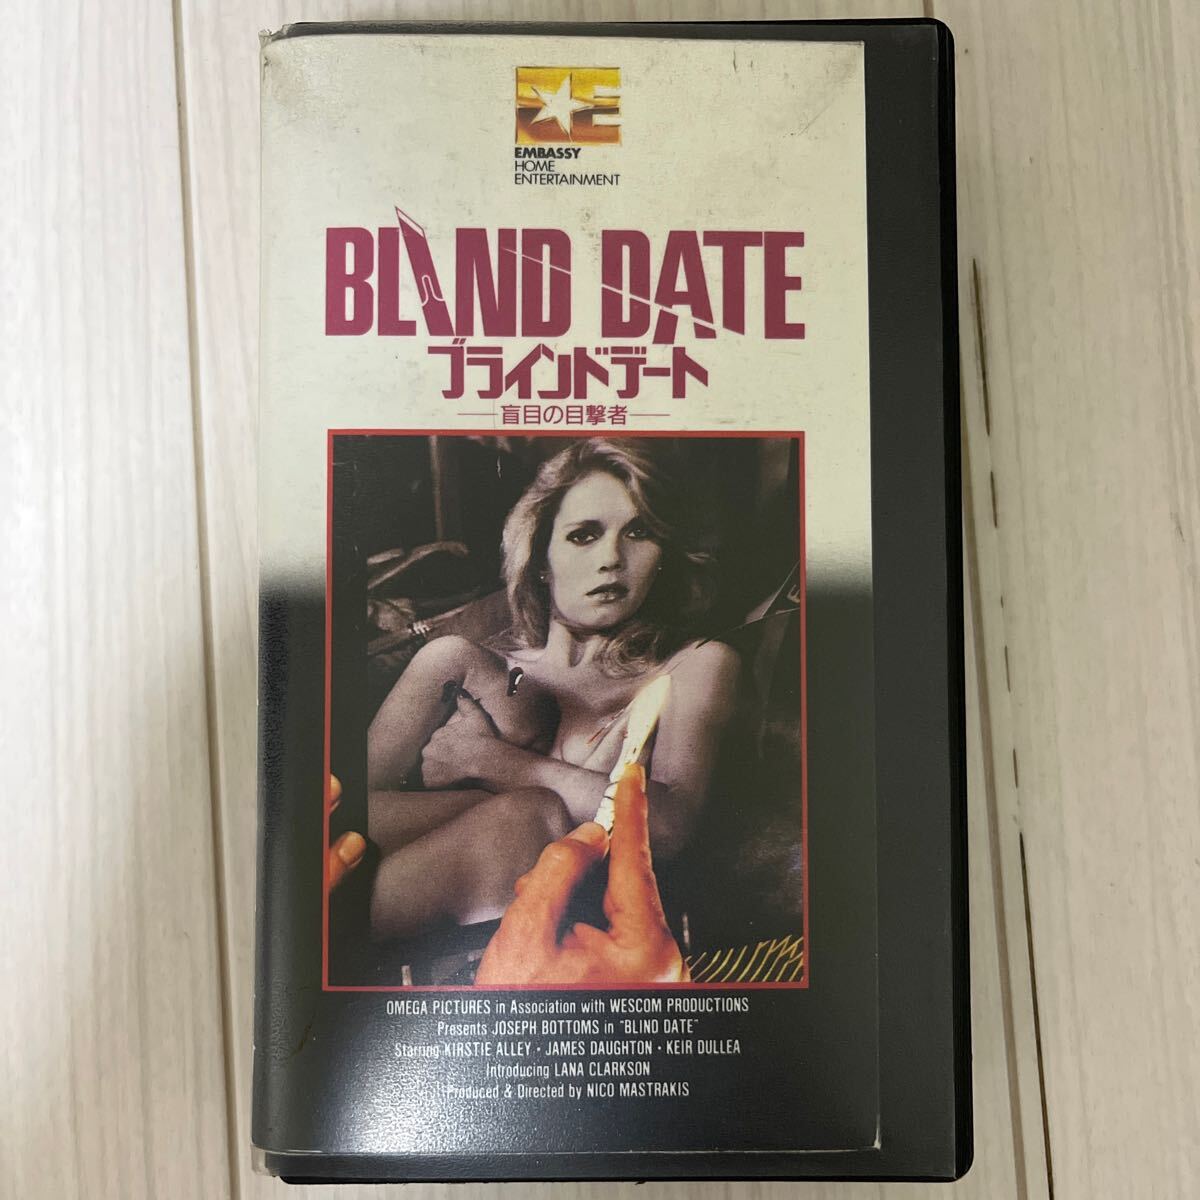 EMBASSY
HOME
ENTERTAINMENT
BLIND DATE
ブラインドデート
—盲目の目撃者—
OMEGA PICTURES in Association with WESCOM PRODUCTIONS
Presents JOSEPH BOTTOMS in "BLIND DATE"
Starring KIRSTIE ALLEY · JAMES DAUGHTON · KEIR DULLEA
Introducing LANA CLARKSON
Produced & Directed by NICO MASTRAKIS